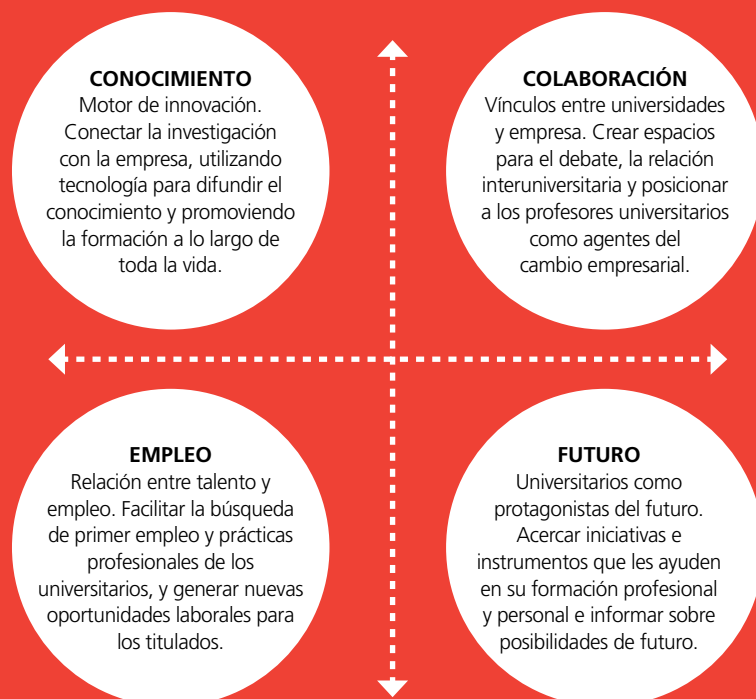 CONOCIMIENTO
Motor de innovación.
Conectar la investigación
con la empresa, utilizando
tecnología para difundir el
conocimiento y promoviendo
la formación a lo largo de
toda la vida.
COLABORACIÓN
Vínculos entre universidades
y empresa. Crear espacios
para el debate, la relación
interuniversitaria y posicionar
a los profesores universitarios
como agentes del
cambio empresarial.
EMPLEO
Relación entre talento y
empleo. Facilitar la búsqueda
de primer empleo y prácticas
profesionales de los
universitarios, y generar nuevas
oportunidades laborales para
los titulados.
FUTURO
Universitarios como
protagonistas del futuro.
Acercar iniciativas e
instrumentos que les ayuden
en su formación profesional
y personal e informar sobre
posibilidades de futuro.